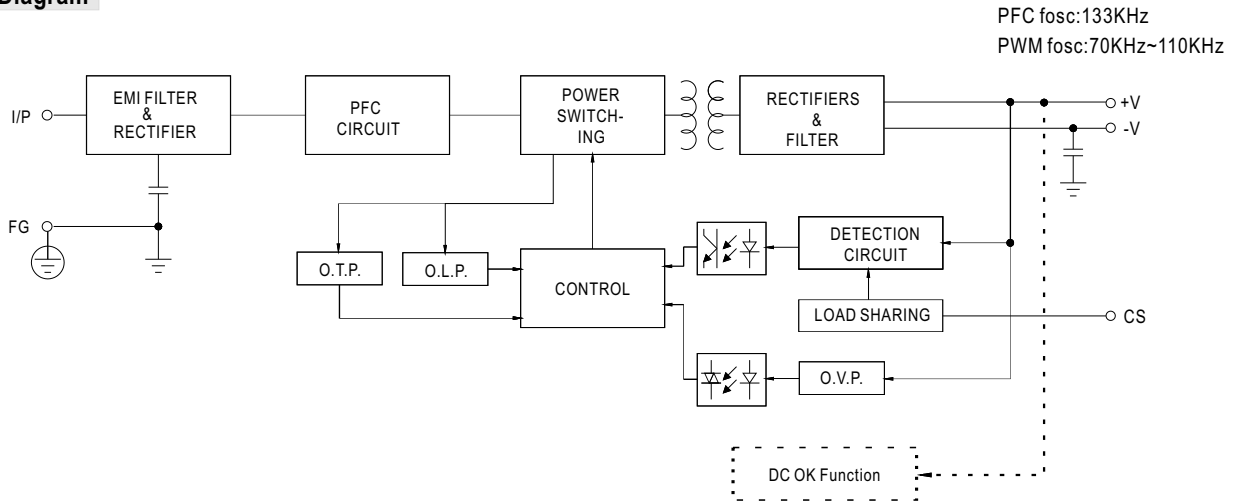 Diagram
PFC fosc:133KHz
PWM fosc:70KHz~110KHz
I/P
EMI FILTER
&
RECTIFIER
PFC
CIRCUIT
POWER
SWITCH-
ING
RECTIFIERS
&
FILTER
+V
-V
FG
O.T.P.
O.L.P.
CONTROL
DETECTION
CIRCUIT
LOAD SHARING
CS
O.V.P.
DC OK Function